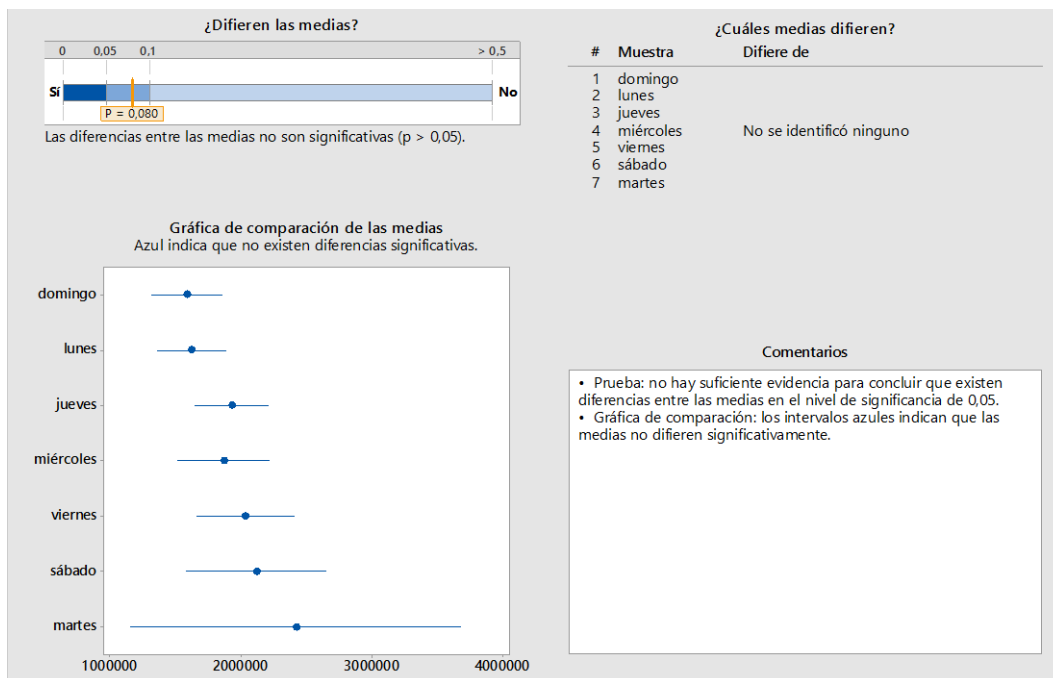 ¿Difieren las medias?
0 0,05 0,1 > 0,5
Sí No
P = 0,080
Las diferencias entre las medias no son significativas (p > 0,05).
¿Cuáles medias difieren?
# Muestra Difiere de
1 domingo
2 lunes
3 jueves
4 miércoles No se identificó ninguno
5 viernes
6 sábado
7 martes
Gráfica de comparación de las medias
Azul indica que no existen diferencias significativas.
domingo
lunes
jueves
miércoles
viernes
sábado
martes
1000000 2000000 3000000 4000000
Comentarios
• Prueba: no hay suficiente evidencia para concluir que existen
diferencias entre las medias en el nivel de significancia de 0,05.
• Gráfica de comparación: los intervalos azules indican que las
medias no difieren significativamente.